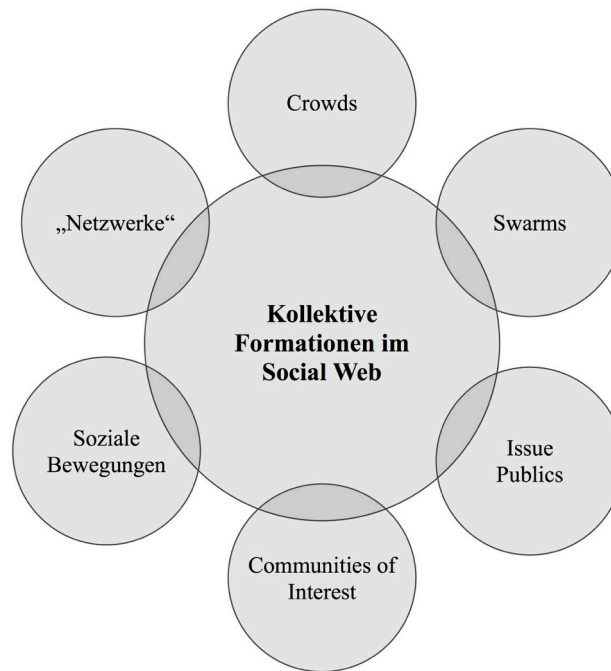 Crowds
„Netzwerke“
Swarms
Kollektive
Formationen im
Social Web
Soziale
Bewegungen
Issue
Publics
Communities of
Interest